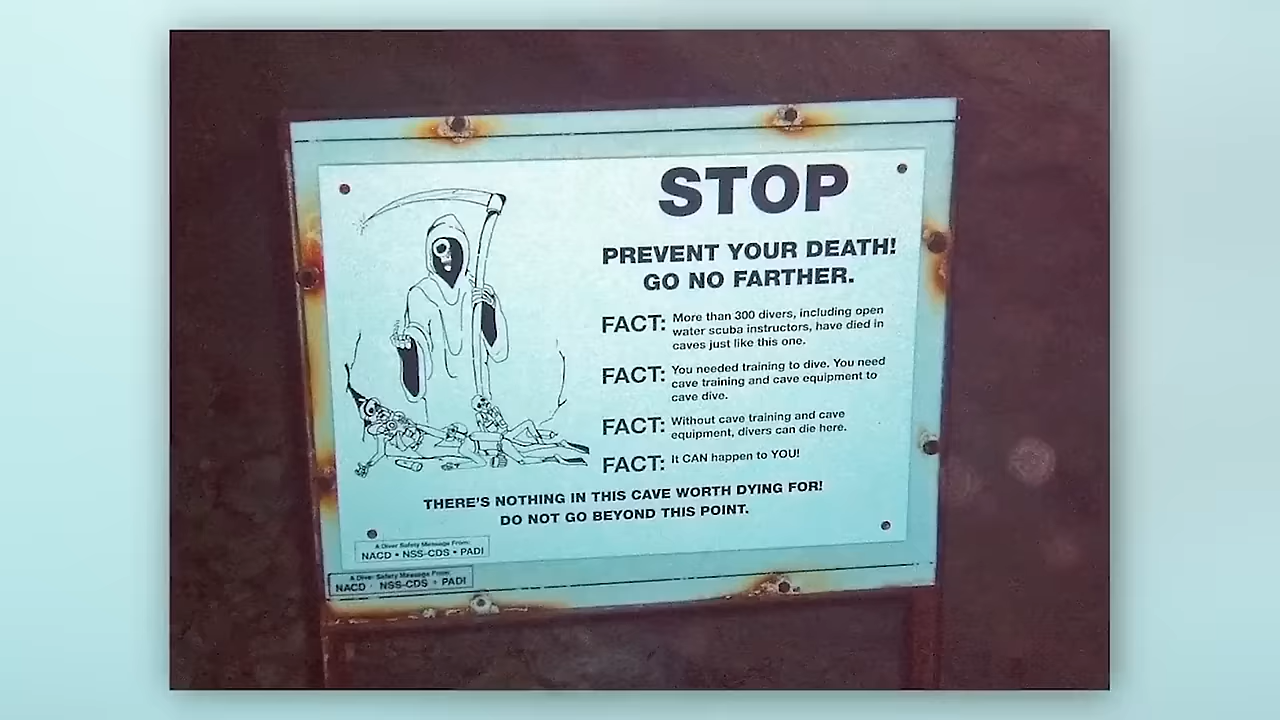 STOP
PREVENT YOUR DEATH!
GO NO FARTHER.
FACT: More than 300 divers, including open
water scuba instructors, have died in
caves just like this one.
FACT: You needed training to dive. You need
cave training and cave equipment to
cave dive.
FACT: Without cave training and cave
equipment, divers can die here.
FACT: It CAN happen to YOU!
THERE'S NOTHING IN THIS CAVE WORTH DYING FOR!
DO NOT GO BEYOND THIS POINT.
A Diver Safety Message From:
NACD • NSS-CDS • PADI
A Diver Safety Message From:
NACD • NSS-CDS • PADI